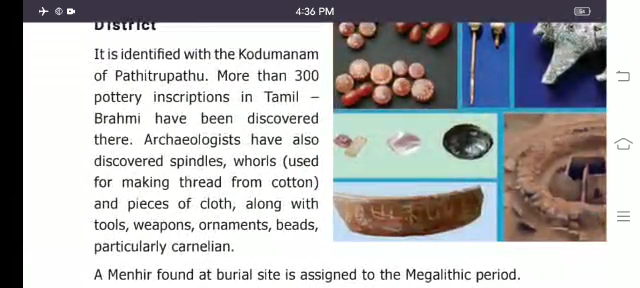 4:36 PM
District
It is identified with the Kodumanam
of Pathitrupathu. More than 300
pottery inscriptions in Tamil –
Brahmi have been discovered
there. Archaeologists have also
discovered spindles, whorls (used
for making thread from cotton)
and pieces of cloth, along with
tools, weapons, ornaments, beads,
particularly carnelian.
A Menhir found at burial site is assigned to the Megalithic period.